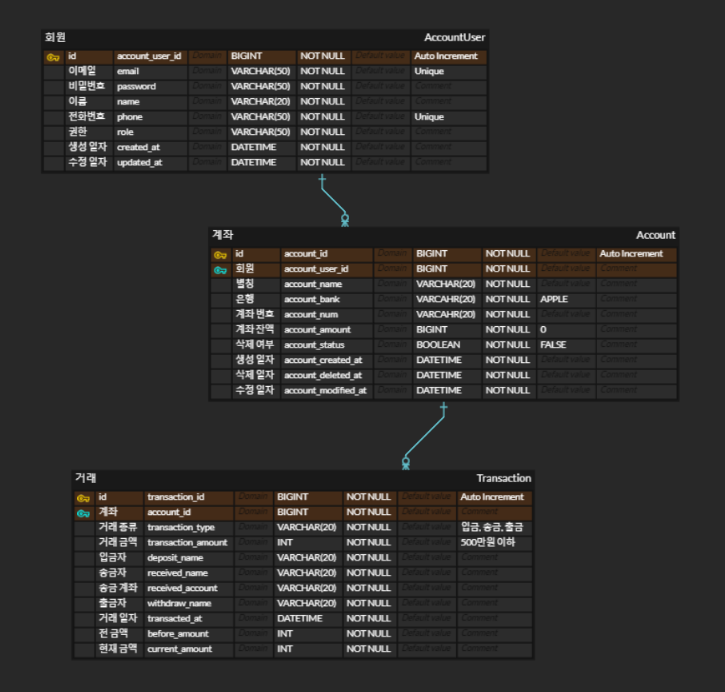 회원 AccountUser
id account_user_id Domain BIGINT NOT NULL Default value Auto Increment
이메일 email Domain VARCHAR(50) NOT NULL Default value Unique
비밀번호 password Domain VARCHAR(50) NOT NULL Default value Comment
이름 name Domain VARCHAR(20) NOT NULL Default value Comment
전화번호 phone Domain VARCHAR(50) NOT NULL Default value Unique
권한 role Domain VARCHAR(50) NOT NULL Default value Comment
생성 일자 created_at Domain DATETIME NOT NULL Default value Comment
수정 일자 updated_at Domain DATETIME NOT NULL Default value Comment
계좌 Account
id account_id Domain BIGINT NOT NULL Default value Auto Increment
회원 account_user_id Domain BIGINT NOT NULL Default value Comment
별칭 account_name Domain VARCHAR(20) NOT NULL Default value Comment
은행 account_bank Domain VARCAHR(20) NOT NULL APPLE Comment
계좌 번호 account_num Domain VARCAHR(20) NOT NULL Default value Comment
계좌 잔액 account_amount Domain BIGINT NOT NULL 0 Comment
삭제 여부 account_status Domain BOOLEAN NOT NULL FALSE Comment
생성 일자 account_created_at Domain DATETIME NOT NULL Default value Comment
삭제 일자 account_deleted_at Domain DATETIME NOT NULL Default value Comment
수정 일자 account_modified_at Domain DATETIME NOT NULL Default value Comment
거래 Transaction
id transaction_id Domain BIGINT NOT NULL Default value Auto Increment
계좌 account_id Domain BIGINT NOT NULL Default value Comment
거래 종류 transaction_type Domain VARCHAR(20) NOT NULL Default value 입금, 송금, 출금
거래 금액 transaction_amount Domain INT NOT NULL Default value 500만원 이하
입금자 deposit_name Domain VARCHAR(20) NOT NULL Default value Comment
송금자 received_name Domain VARCHAR(20) NOT NULL Default value Comment
송금 계좌 received_account Domain VARCHAR(20) NOT NULL Default value Comment
출금자 withdraw_name Domain VARCHAR(20) NOT NULL Default value Comment
거래 일자 transacted_at Domain DATETIME NOT NULL Default value Comment
전 금액 before_amount Domain INT NOT NULL Default value Comment
현재 금액 current_amount Domain INT NOT NULL Default value Comment